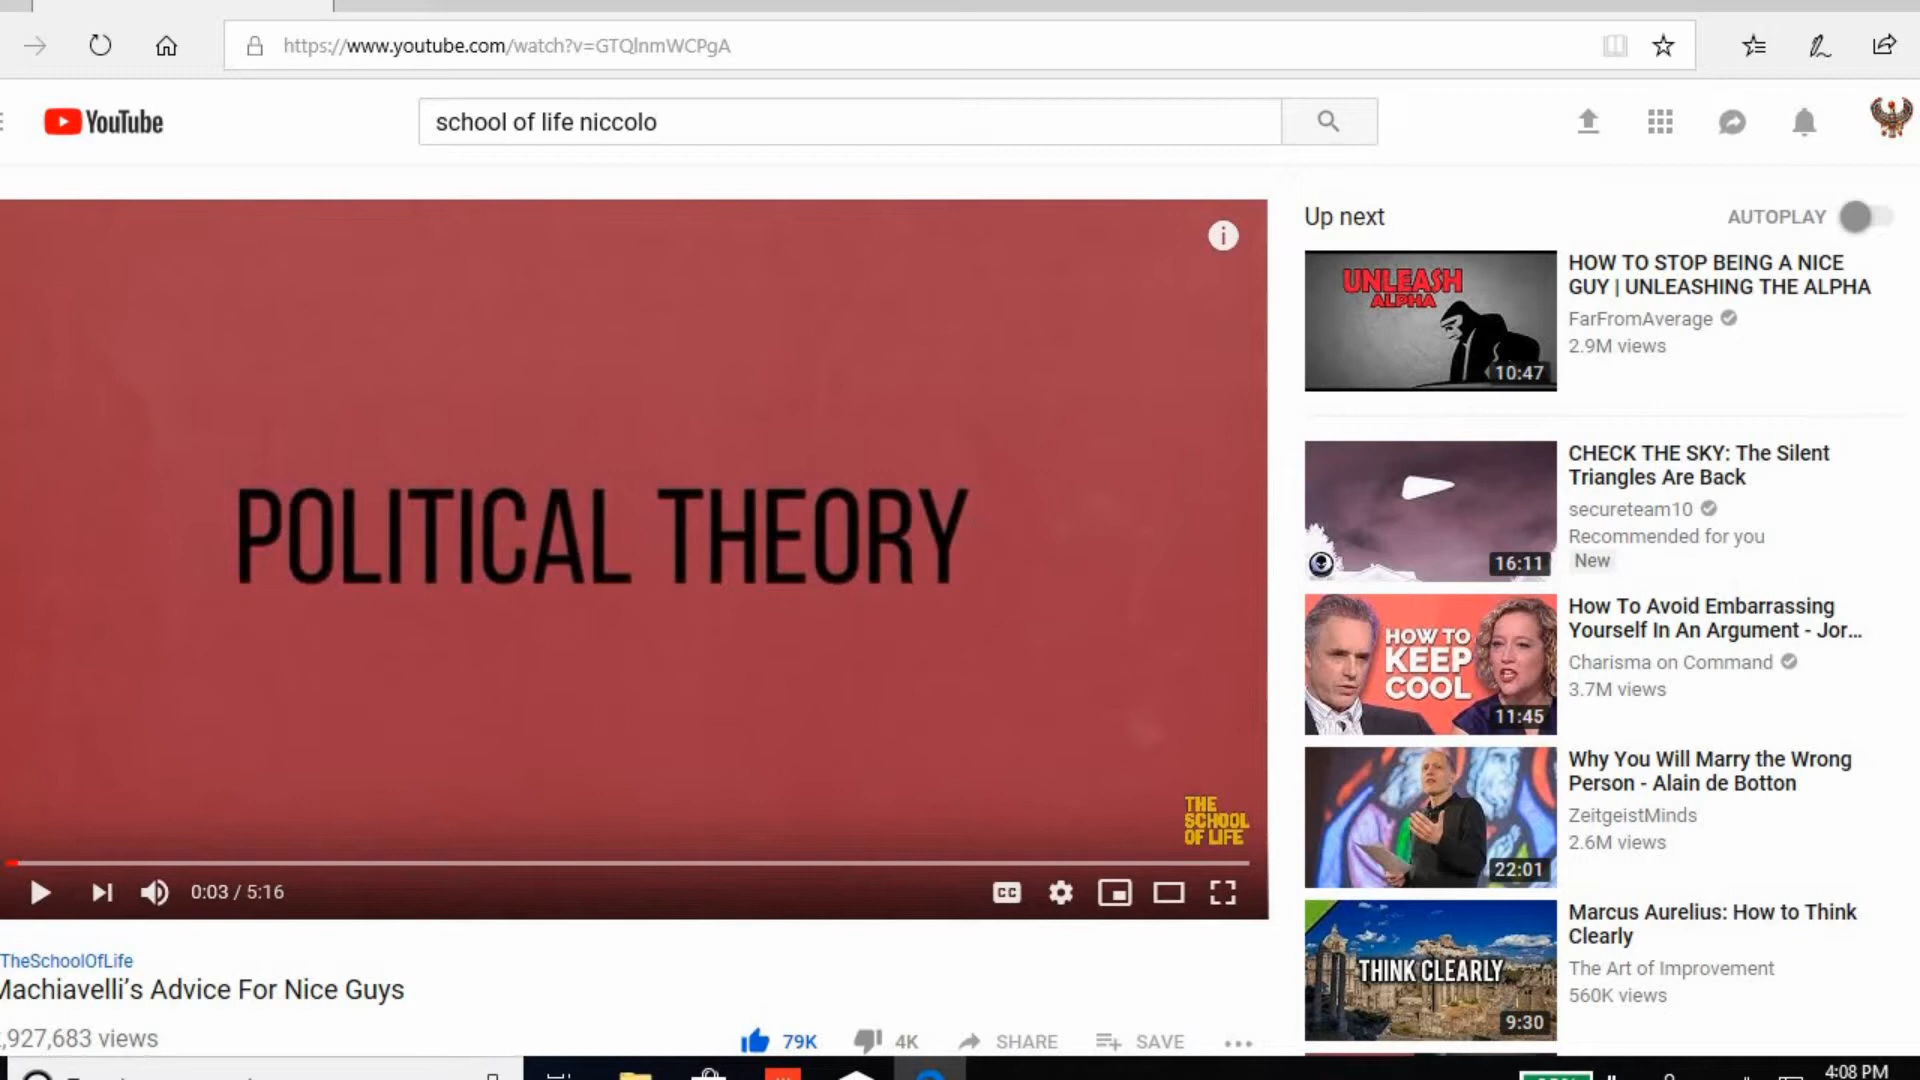 https://www.youtube.com/watch?v=GTQlnmWCPgA
YouTube
school of life niccolo
POLITICAL THEORY
THE
SCHOOL
OF LIFE
0:03 / 5:16
CC
TheSchoolOfLife
Machiavelli's Advice For Nice Guys
,927,683 views
79K
4K
SHARE
SAVE
Up next
AUTOPLAY
UNLEASH
ALPHA
10:47
HOW TO STOP BEING A NICE
GUY | UNLEASHING THE ALPHA
FarFromAverage
2.9M views
16:11
CHECK THE SKY: The Silent
Triangles Are Back
secureteam10
Recommended for you
New
HOW TO
KEEP
COOL
11:45
How To Avoid Embarrassing
Yourself In An Argument - Jor...
Charisma on Command
3.7M views
22:01
Why You Will Marry the Wrong
Person - Alain de Botton
ZeitgeistMinds
2.6M views
THINK CLEARLY
9:30
Marcus Aurelius: How to Think
Clearly
The Art of Improvement
560K views
4:08 PM